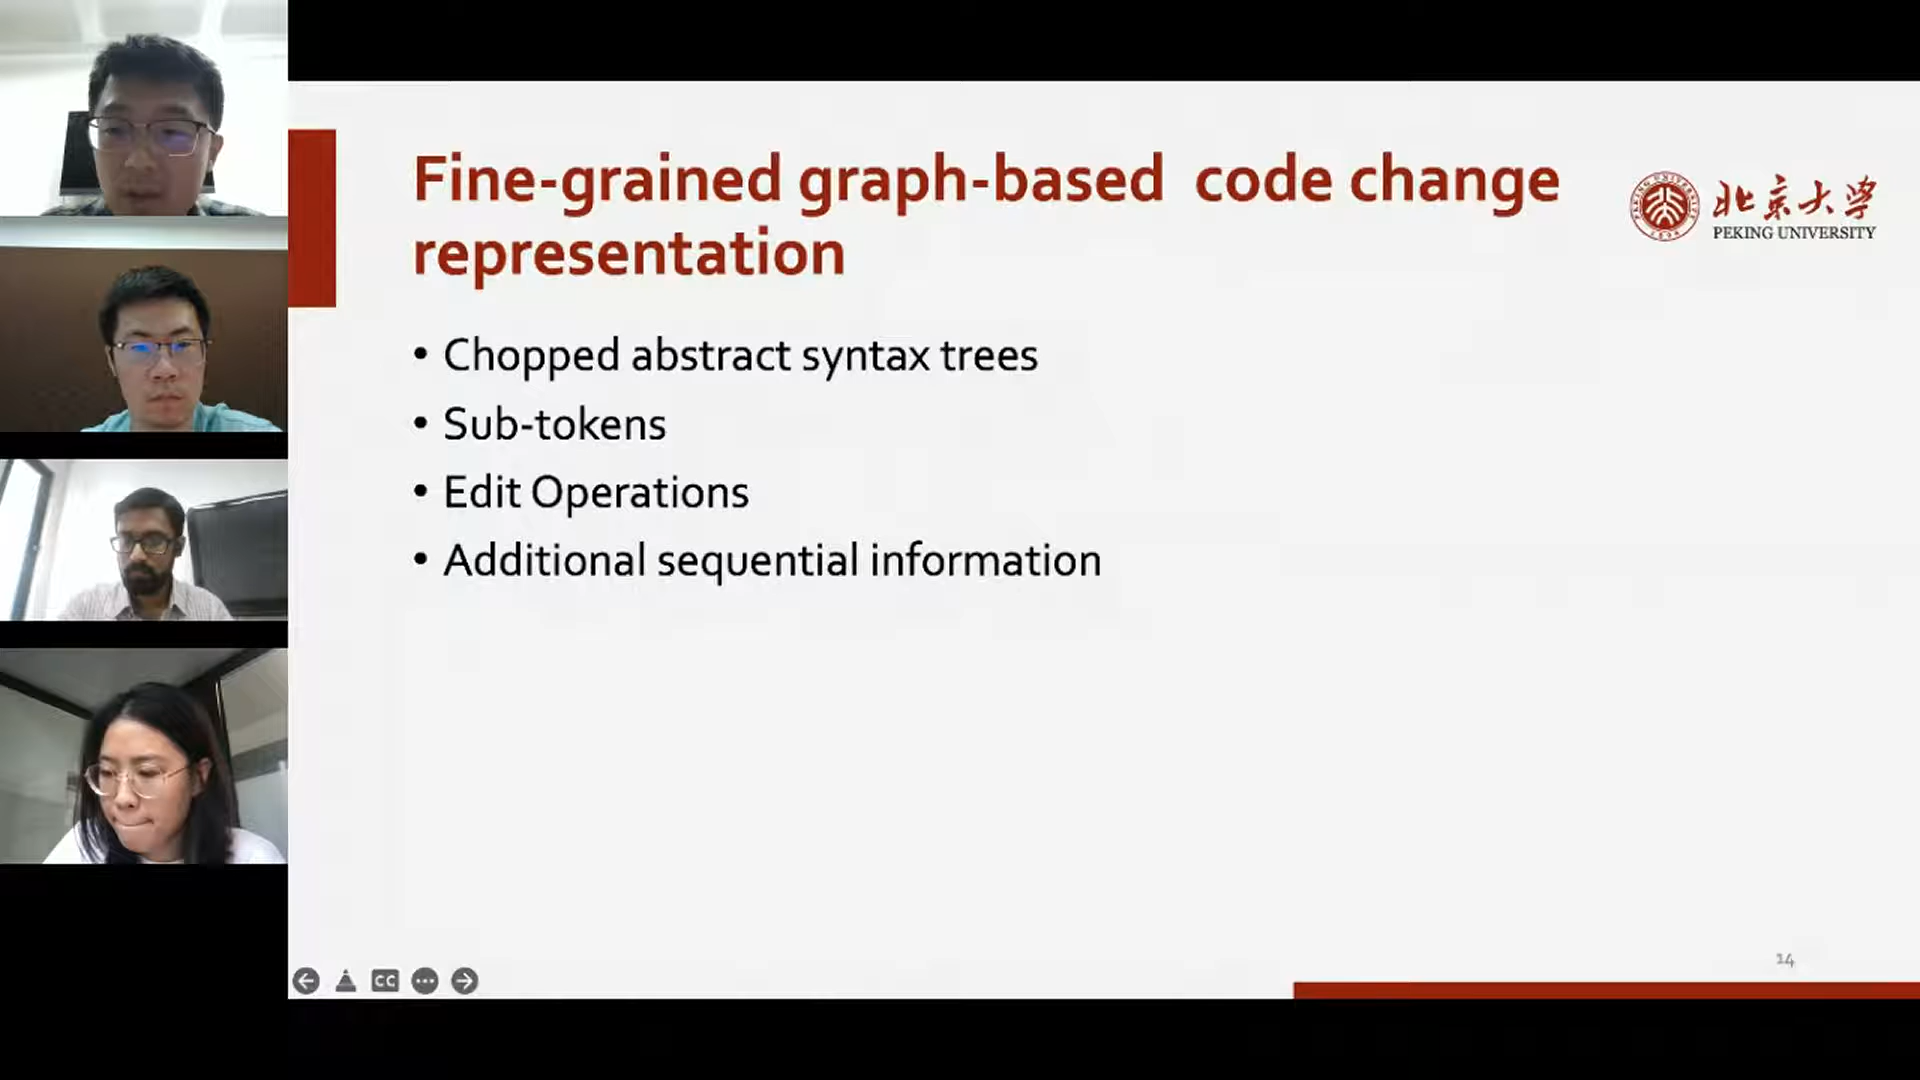 Fine-grained graph-based code change
representation
北京大学
PEKING UNIVERSITY
• Chopped abstract syntax trees
• Sub-tokens
• Edit Operations
• Additional sequential information
14
CC